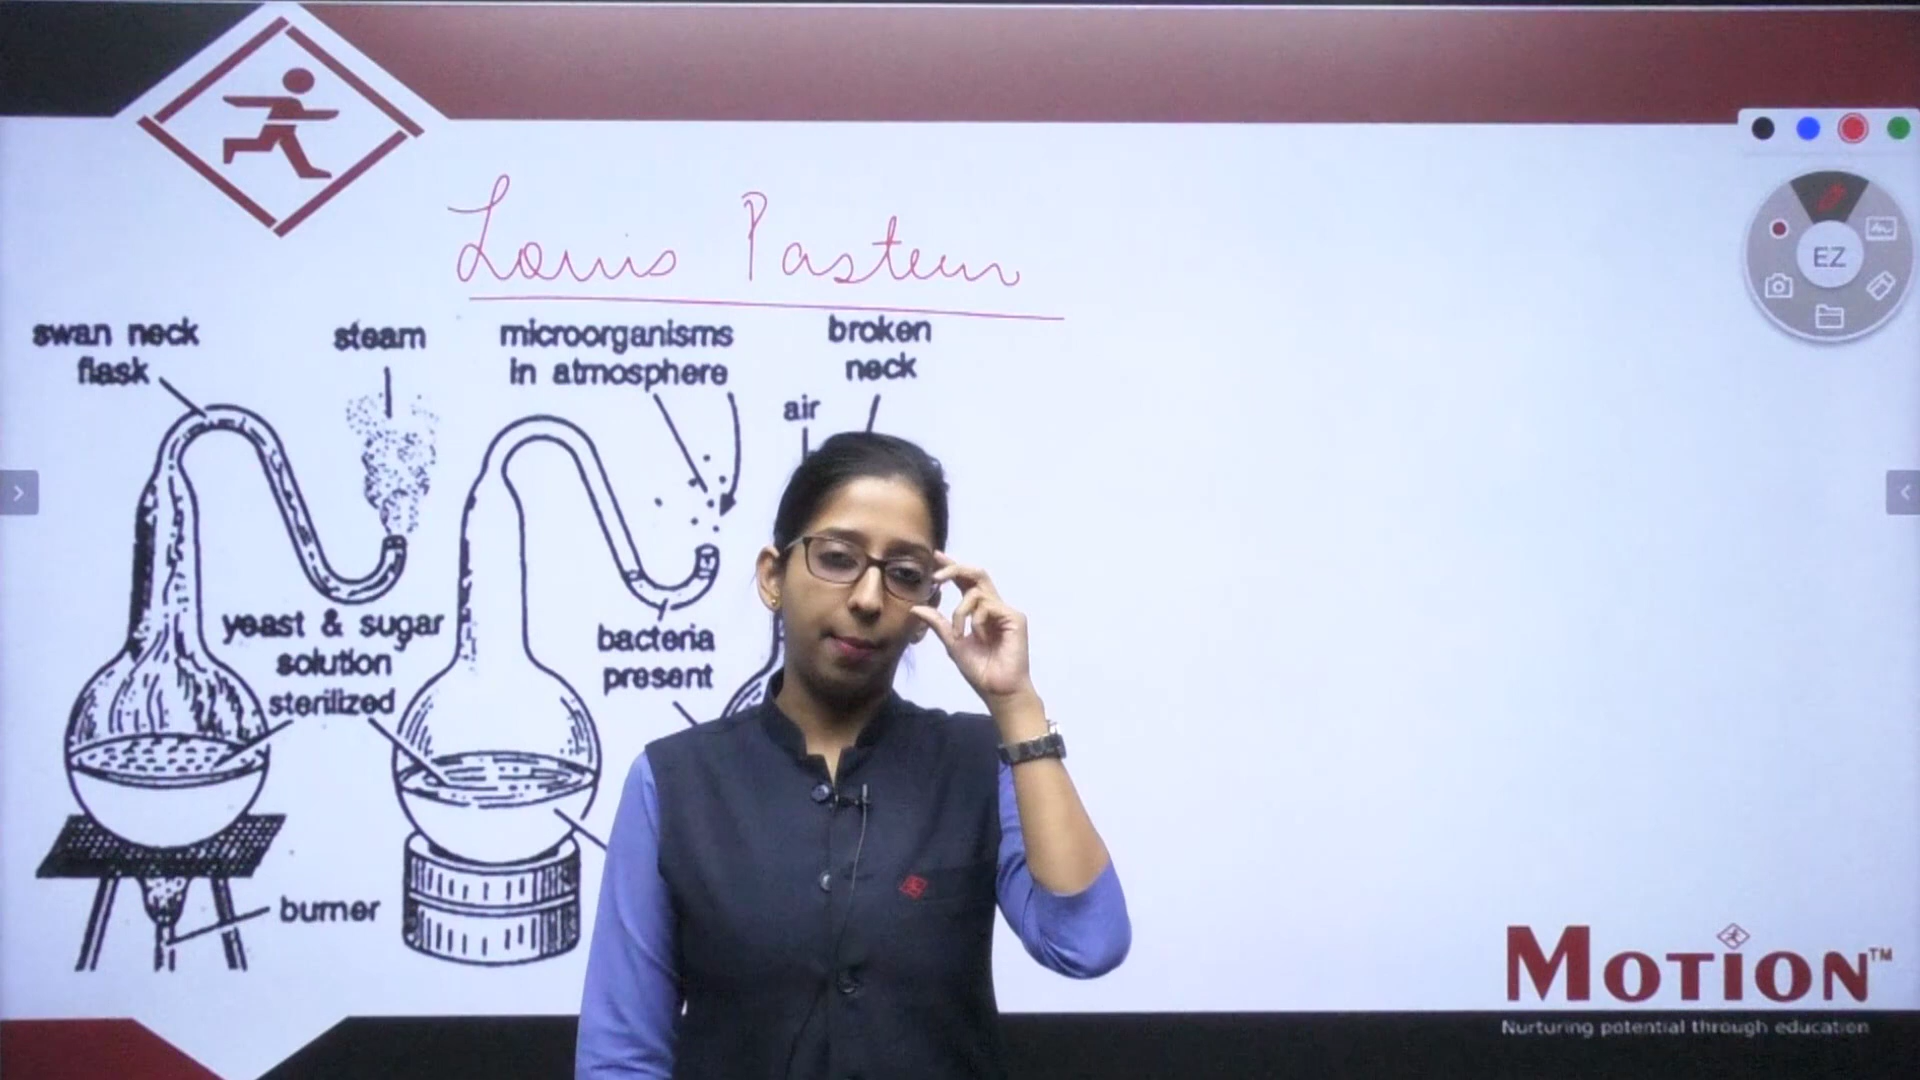 Louis Pasteur
swan neck
flask
steam
microorganisms
in atmosphere
broken
neck
air
yeast & sugar
solution
sterilized
bacteria
present
burner
EZ
MOTION™
Nurturing potential through education